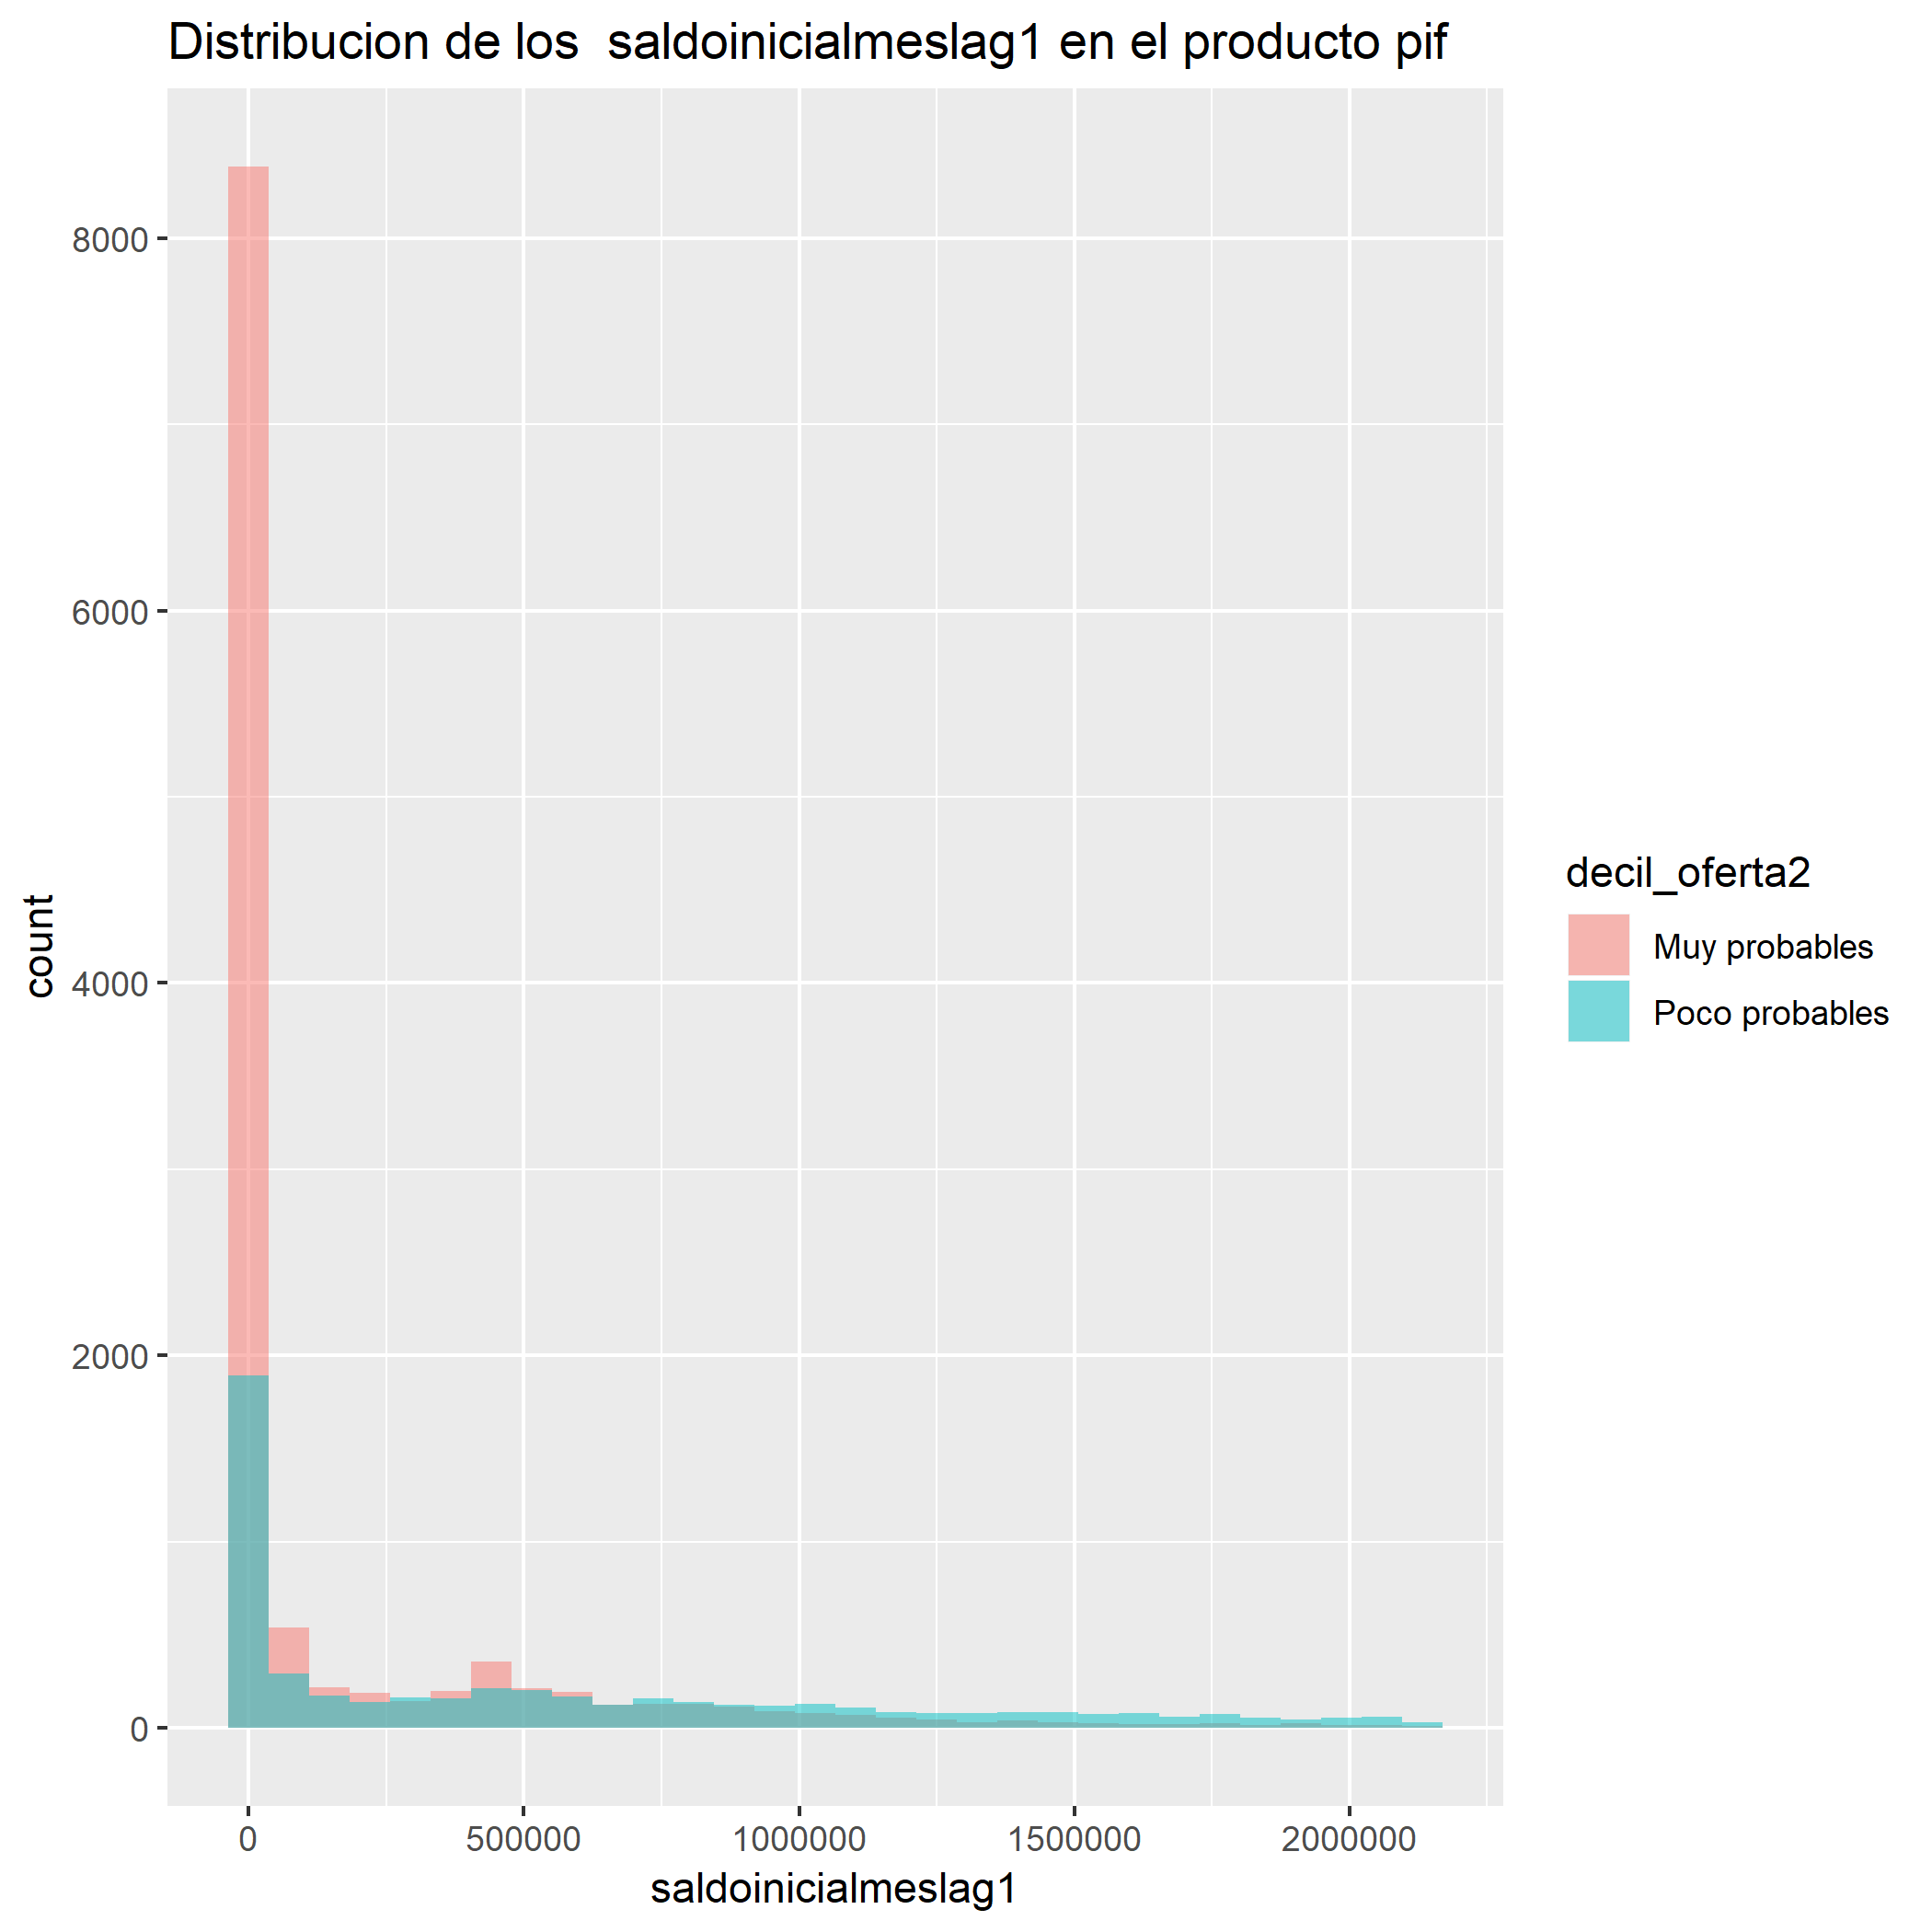 Distribucion de los  saldoinicialmeslag1 en el producto pif
8000
6000
4000
2000
0
count
0 500000 1000000 1500000 2000000
saldoinicialmeslag1
decil_oferta2
Muy probables
Poco probables